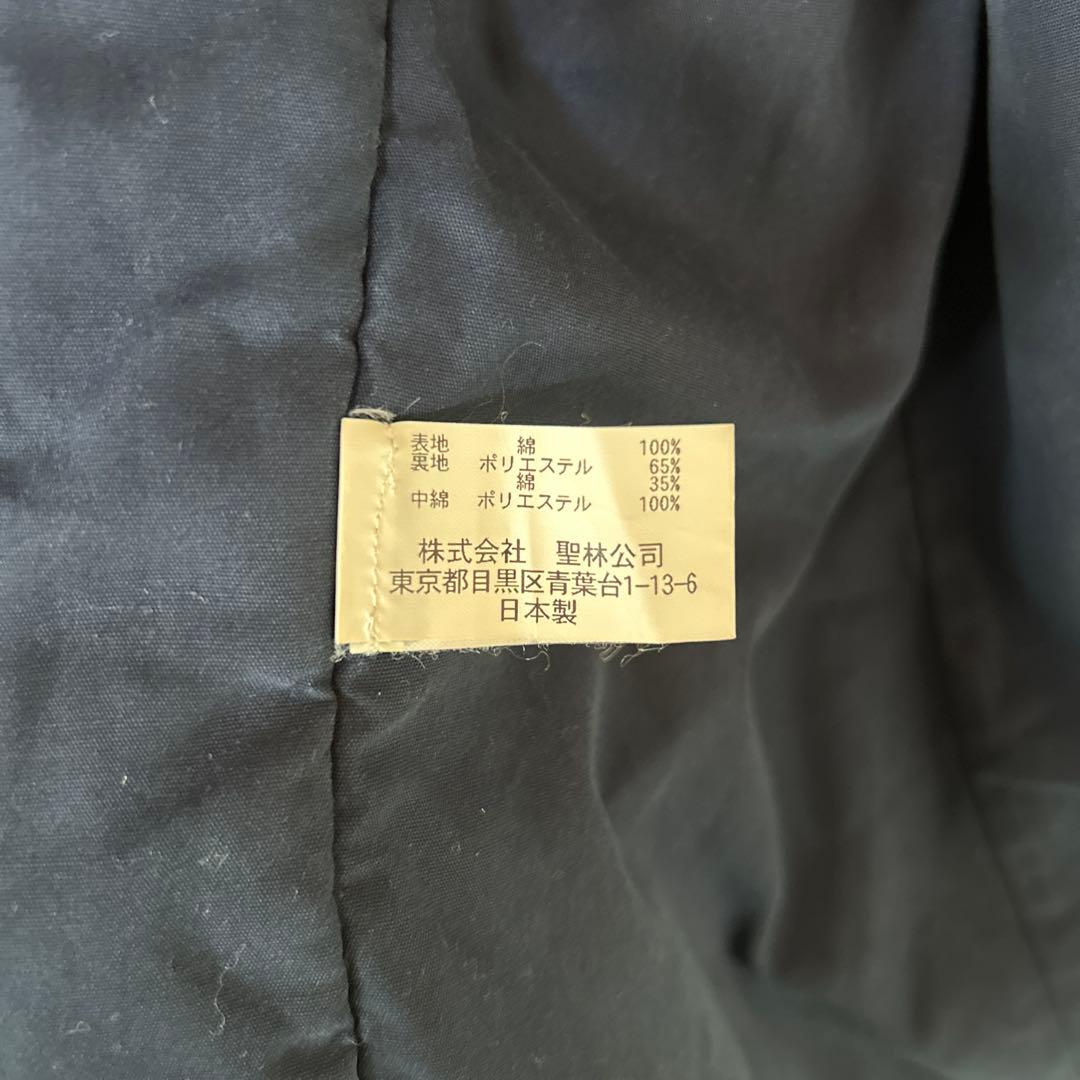 表地 綿 100%
裏地 ポリエステル 65%
綿 35%
中綿 ポリエステル 100%
株式会社 聖林公司
東京都目黒区青葉台1-13-6
日本製